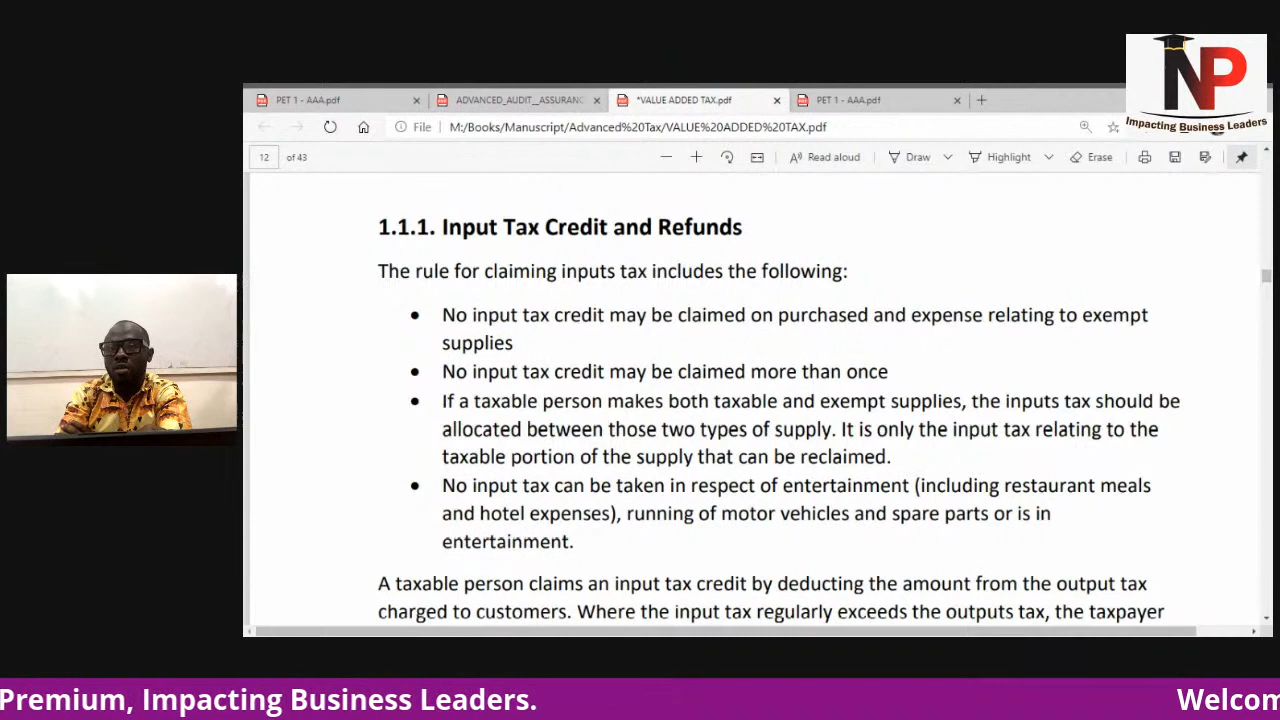 NP
Impacting Business Leaders
PET 1 - AAA.pdf
ADVANCED_AUDIT__ASSURANC
*VALUE ADDED TAX.pdf
PET 1 - AAA.pdf
File M:/Books/Manuscript/Advanced%20Tax/VALUE%20ADDED%20TAX.pdf
12 of 43
Read aloud
Draw
Highlight
Erase
1.1.1. Input Tax Credit and Refunds
The rule for claiming inputs tax includes the following:
• No input tax credit may be claimed on purchased and expense relating to exempt
supplies
• No input tax credit may be claimed more than once
• If a taxable person makes both taxable and exempt supplies, the inputs tax should be
allocated between those two types of supply. It is only the input tax relating to the
taxable portion of the supply that can be reclaimed.
• No input tax can be taken in respect of entertainment (including restaurant meals
and hotel expenses), running of motor vehicles and spare parts or is in
entertainment.
A taxable person claims an input tax credit by deducting the amount from the output tax
charged to customers. Where the input tax regularly exceeds the outputs tax, the taxpayer
Premium, Impacting Business Leaders.
Welcom